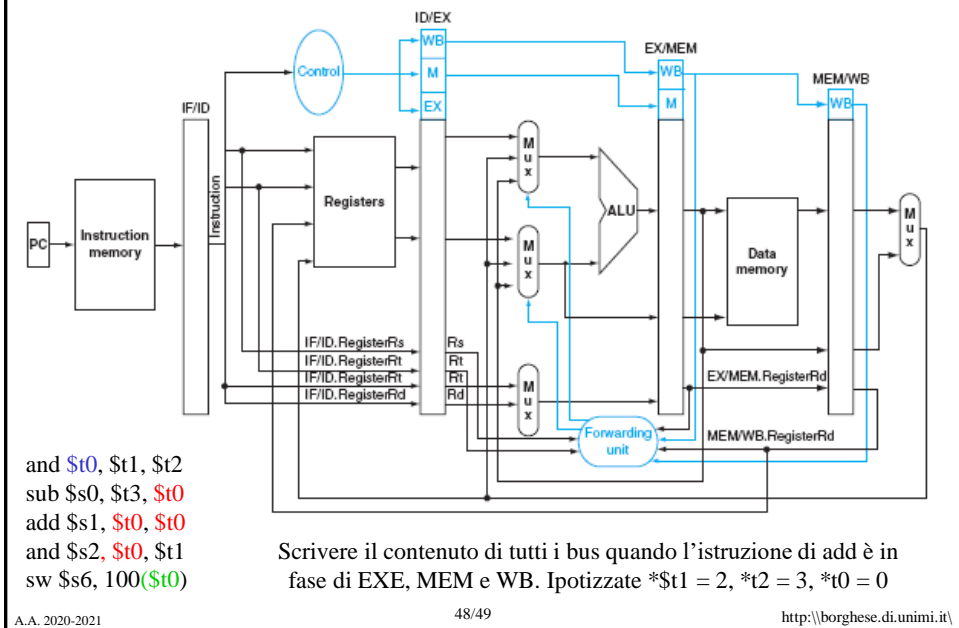 ID/EX
WB
EX/MEM
Control
M
WB
MEM/WB
IF/ID
EX
M
WB
Mux
Instruction
Registers
ALU
Mux
PC
Instruction
memory
Mux
Data
memory
IF/ID.RegisterRs
Rs
IF/ID.RegisterRt
Rt
IF/ID.RegisterRt
Rt
IF/ID.RegisterRd
Rd
Mux
EX/MEM.RegisterRd
Forwarding
unit
MEM/WB.RegisterRd
and $t0, $t1, $t2
sub $s0, $t3, $t0
add $s1, $t0, $t0
and $s2, $t0, $t1
sw $s6, 100($t0)
Scrivere il contenuto di tutti i bus quando l'istruzione di add è in
fase di EXE, MEM e WB. Ipotizzate *$t1 = 2, *t2 = 3, *t0 = 0
A.A. 2020-2021
48/49
http:\\borghese.di.unimi.it\